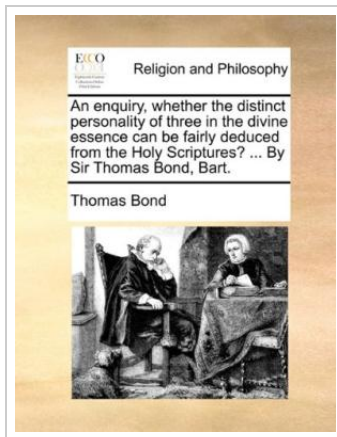 ECCO
Religion and Philosophy
An enquiry, whether the distinct
personality of three in the divine
essence can be fairly deduced
from the Holy Scriptures? ... By
Sir Thomas Bond, Bart.
Thomas Bond